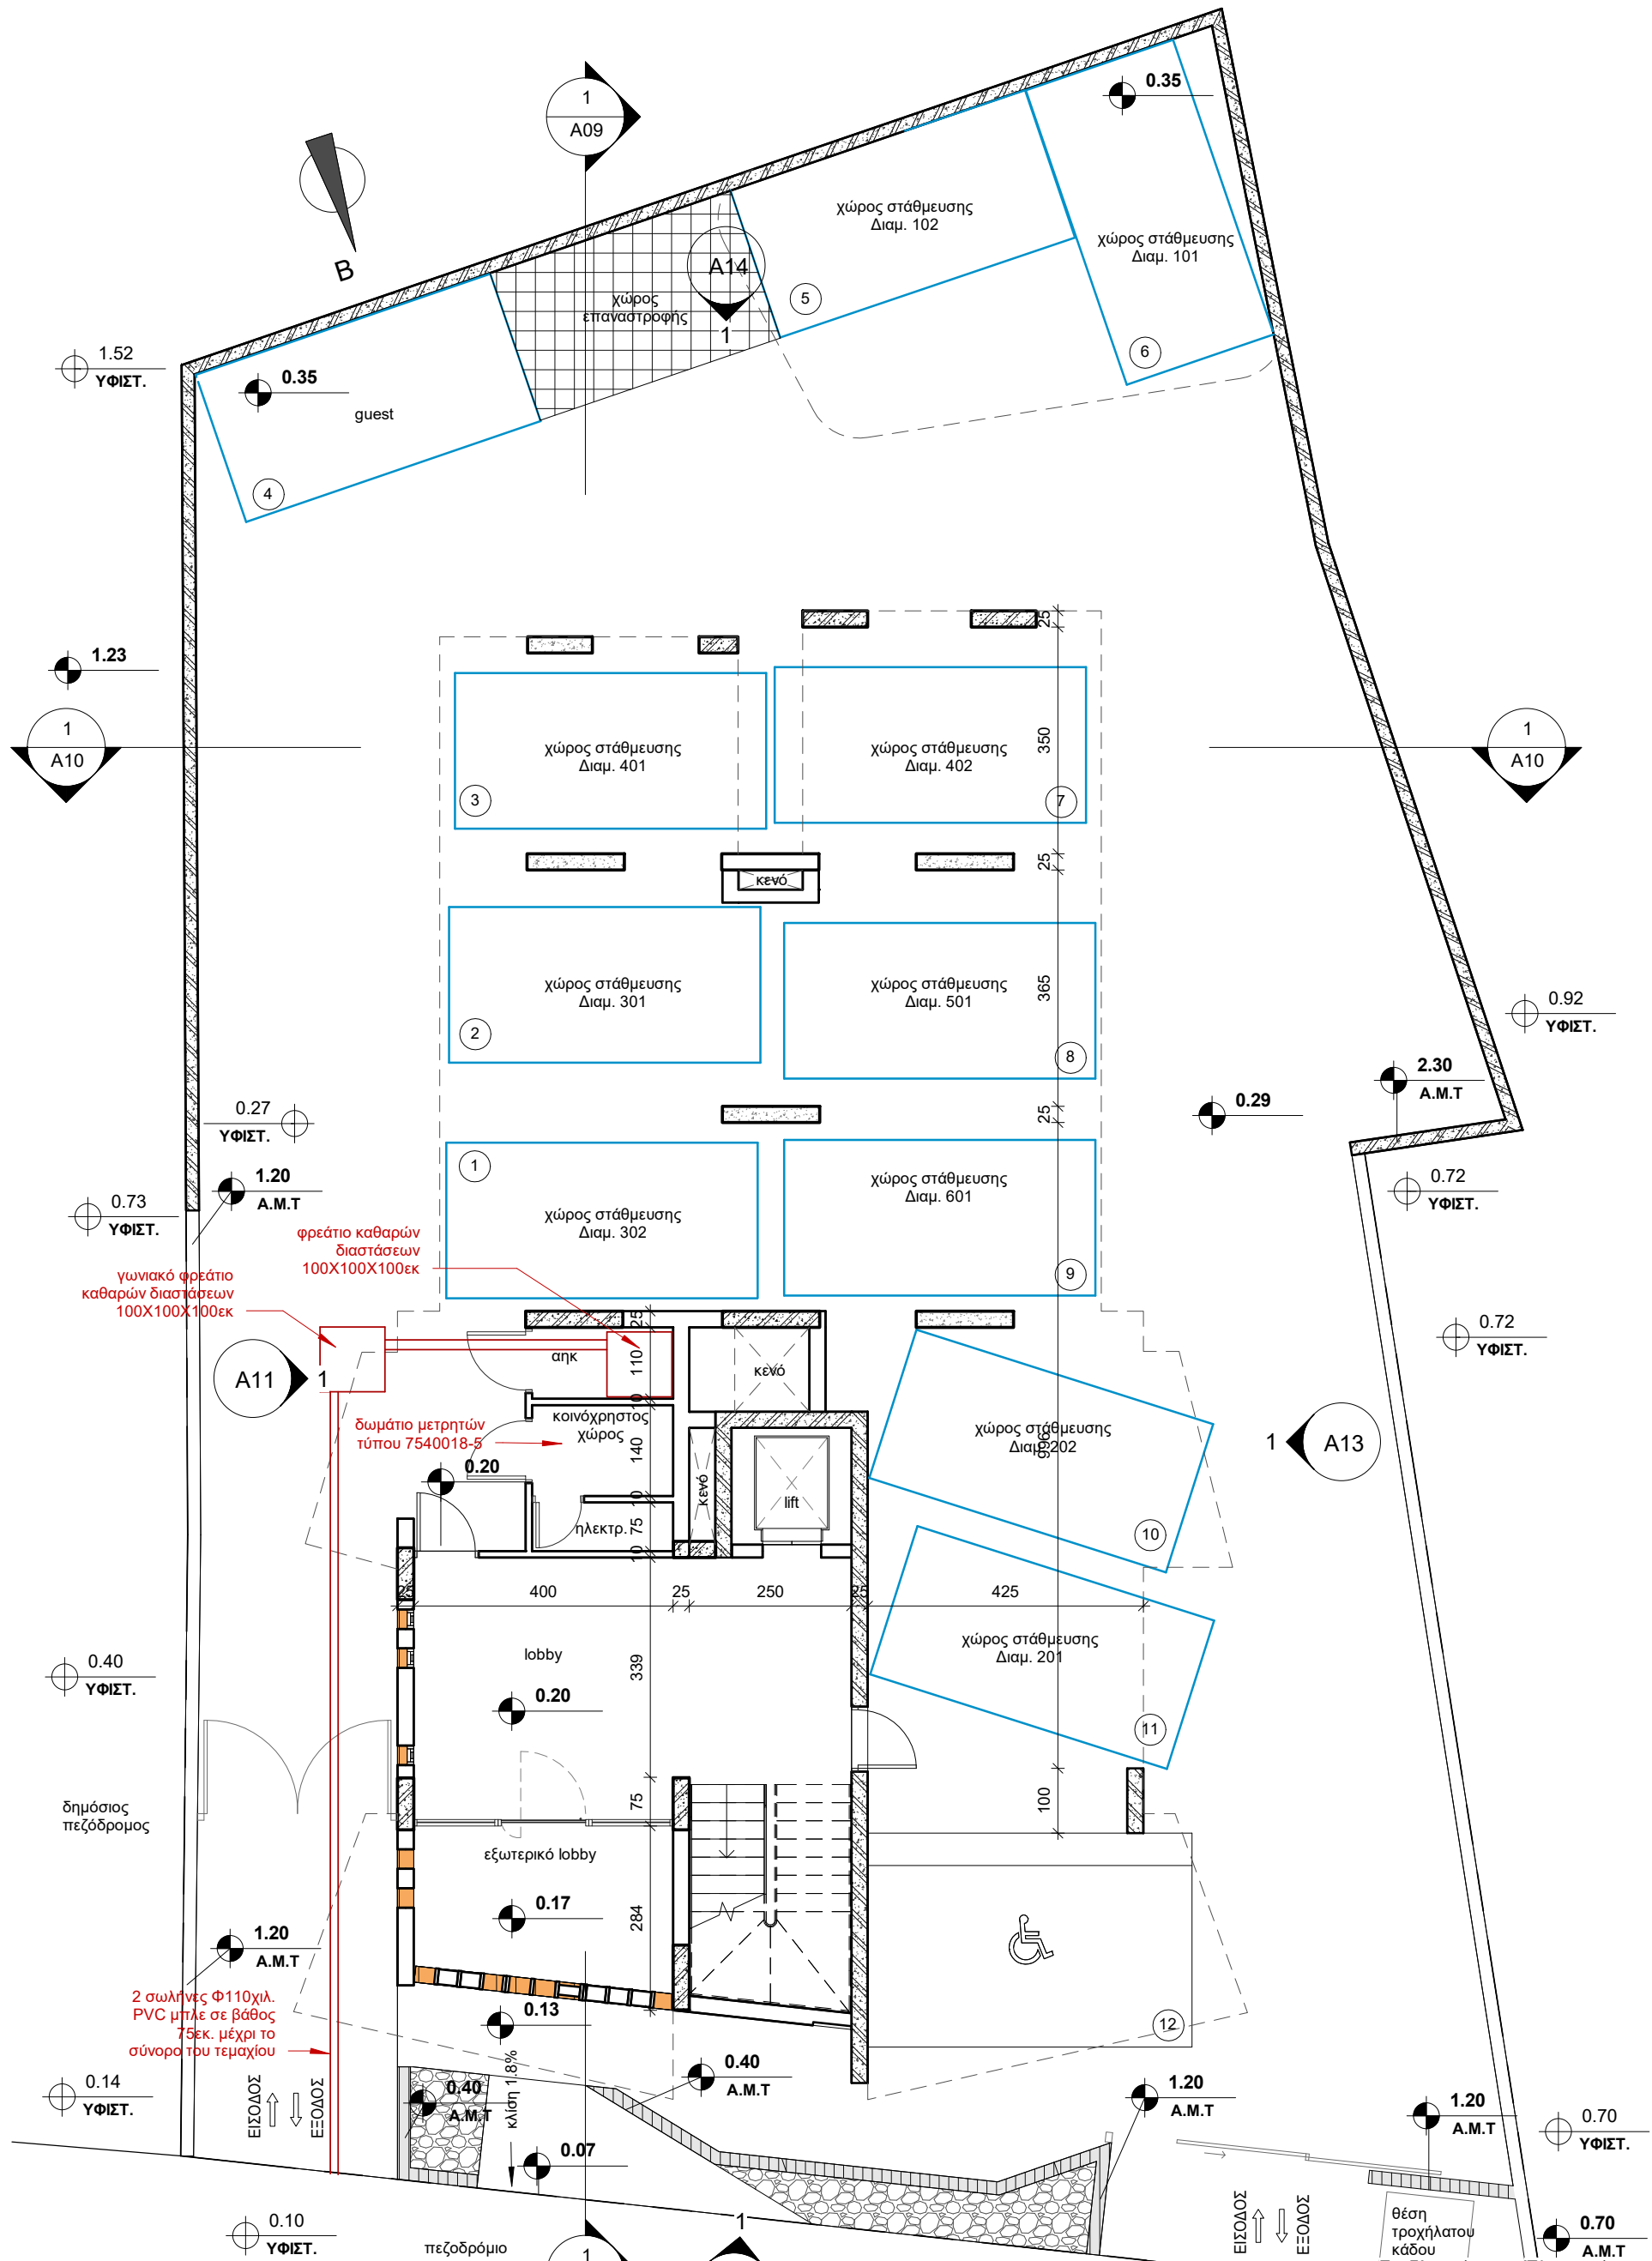 0.35
1
A09
B
χώρος στάθμευσης
Διαμ. 102
χώρος στάθμευσης
Διαμ. 101
A14
1
χώρος
επαναστροφής
5
6
1.52
ΥΦΙΣΤ.
0.35
guest
4
1.23
1
A10
25
χώρος στάθμευσης
Διαμ. 401
3
χώρος στάθμευσης
Διαμ. 402
7
350
1
A10
25
κενό
χώρος στάθμευσης
Διαμ. 301
2
χώρος στάθμευσης
Διαμ. 501
8
365
0.92
ΥΦΙΣΤ.
2.30
Α.Μ.Τ
0.29
25
0.27
ΥΦΙΣΤ.
1.20
Α.Μ.Τ
0.73
ΥΦΙΣΤ.
0.72
ΥΦΙΣΤ.
1
χώρος στάθμευσης
Διαμ. 302
χώρος στάθμευσης
Διαμ. 601
9
φρεάτιο καθαρών
διαστάσεων
100Χ100Χ100εκ
γωνιακό φρεάτιο
καθαρών διαστάσεων
100Χ100Χ100εκ
0.72
ΥΦΙΣΤ.
A11
1
25
αηκ
110
κενό
10
κοινόχρηστος
χώρος
δωμάτιο μετρητών
τύπου 7540018-5
140
0.20
κενό
lift
10
ηλεκτρ.
75
10
χώρος στάθμευσης
Διαμ. 202
996
10
1
A13
25
400
25
250
25
425
lobby
339
0.20
χώρος στάθμευσης
Διαμ. 201
11
0.40
ΥΦΙΣΤ.
δημόσιος
πεζόδρομος
75
100
εξωτερικό lobby
0.17
284
12
1.20
Α.Μ.Τ
2 σωλήνες Φ110χιλ.
PVC μπλε σε βάθος
75εκ. μέχρι το
σύνορο του τεμαχίου
0.13
0.40
Α.Μ.Τ
0.40
Α.Μ.Τ
κλίση 1.8%
0.07
0.14
ΥΦΙΣΤ.
ΕΙΣΟΔΟΣ
ΕΞΟΔΟΣ
1.20
Α.Μ.Τ
1.20
Α.Μ.Τ
0.70
ΥΦΙΣΤ.
0.10
ΥΦΙΣΤ.
πεζοδρόμιο
1
1
ΕΙΣΟΔΟΣ
ΕΞΟΔΟΣ
θέση
τροχήλατου
κάδου
0.70
Α.Μ.Τ